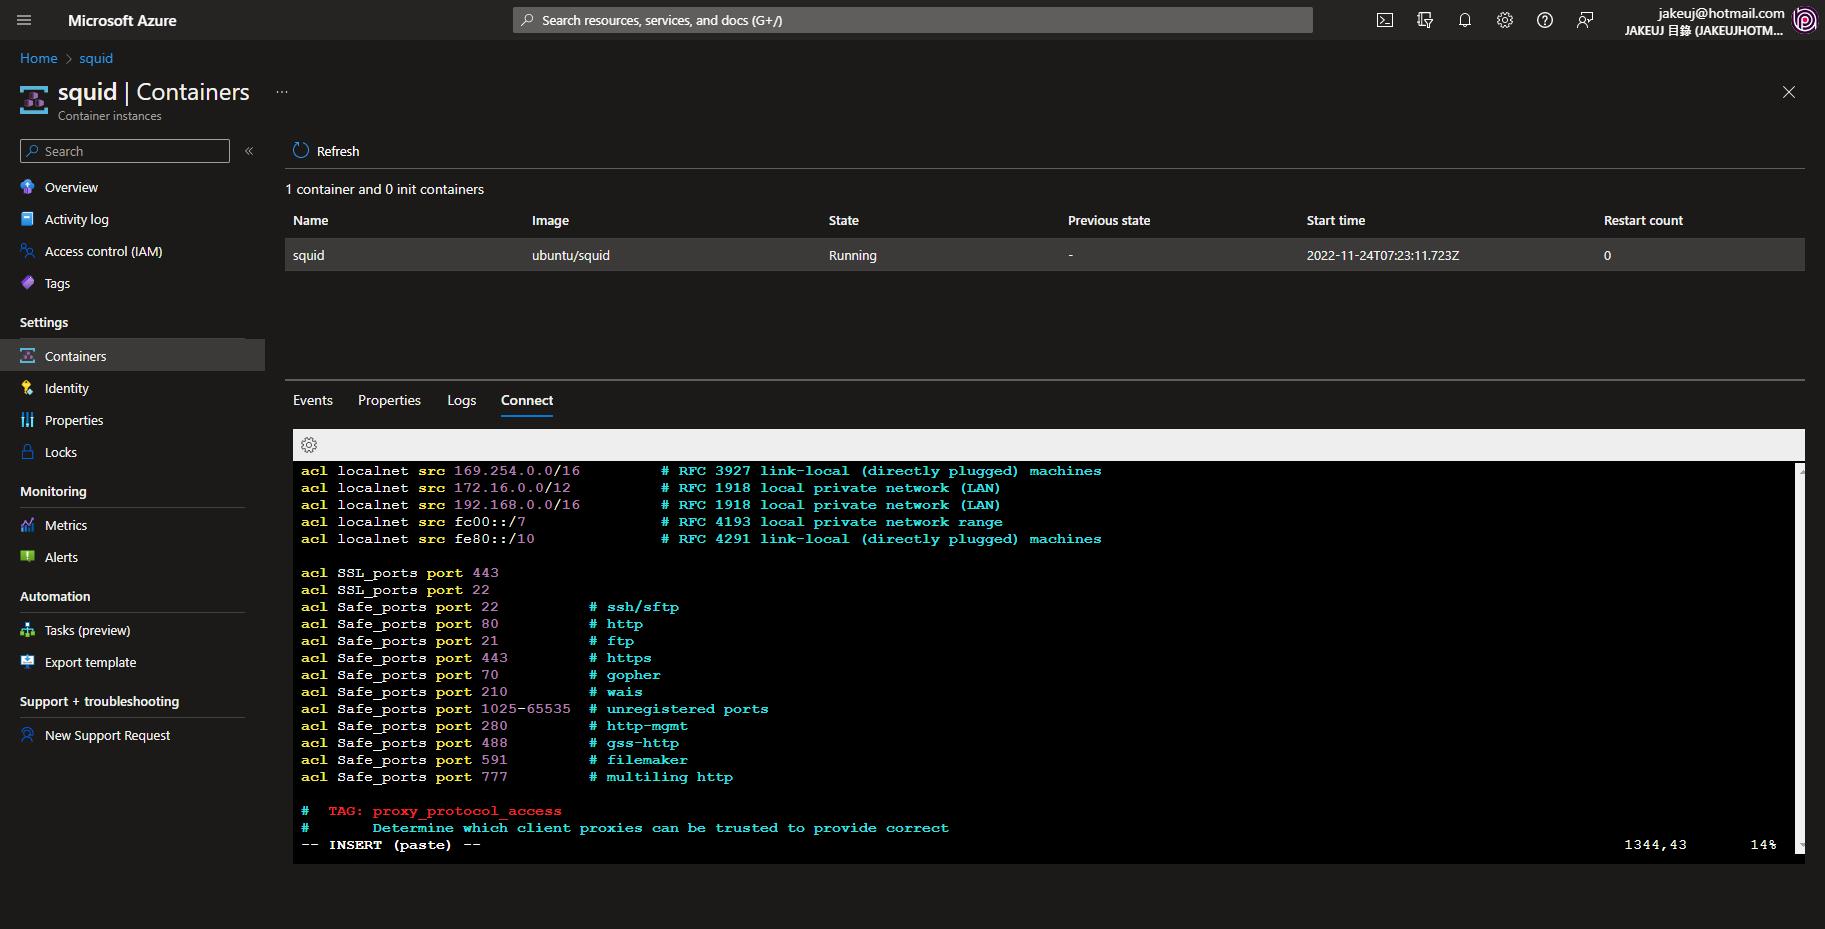 Microsoft Azure
Search resources, services, and docs (G+/)
jakeuj@hotmail.com
JAKEUJ 目錄 (JAKEUJHOTM...
Home > squid
squid | Containers ...
Container instances
Search «
Overview
Activity log
Access control (IAM)
Tags
Settings
Containers
Identity
Properties
Locks
Monitoring
Metrics
Alerts
Automation
Tasks (preview)
Export template
Support + troubleshooting
New Support Request
Refresh
1 container and 0 init containers
Name Image State Previous state Start time Restart count
squid ubuntu/squid Running - 2022-11-24T07:23:11.723Z 0
Events Properties Logs Connect
acl localnet src 169.254.0.0/16 # RFC 3927 link-local (directly plugged) machines
acl localnet src 172.16.0.0/12 # RFC 1918 local private network (LAN)
acl localnet src 192.168.0.0/16 # RFC 1918 local private network (LAN)
acl localnet src fc00::/7 # RFC 4193 local private network range
acl localnet src fe80::/10 # RFC 4291 link-local (directly plugged) machines
acl SSL_ports port 443
acl SSL_ports port 22
acl Safe_ports port 22 # ssh/sftp
acl Safe_ports port 80 # http
acl Safe_ports port 21 # ftp
acl Safe_ports port 443 # https
acl Safe_ports port 70 # gopher
acl Safe_ports port 210 # wais
acl Safe_ports port 1025-65535 # unregistered ports
acl Safe_ports port 280 # http-mgmt
acl Safe_ports port 488 # gss-http
acl Safe_ports port 591 # filemaker
acl Safe_ports port 777 # multiling http
# TAG: proxy_protocol_access
# Determine which client proxies can be trusted to provide correct
-- INSERT (paste) -- 1344,43 14%